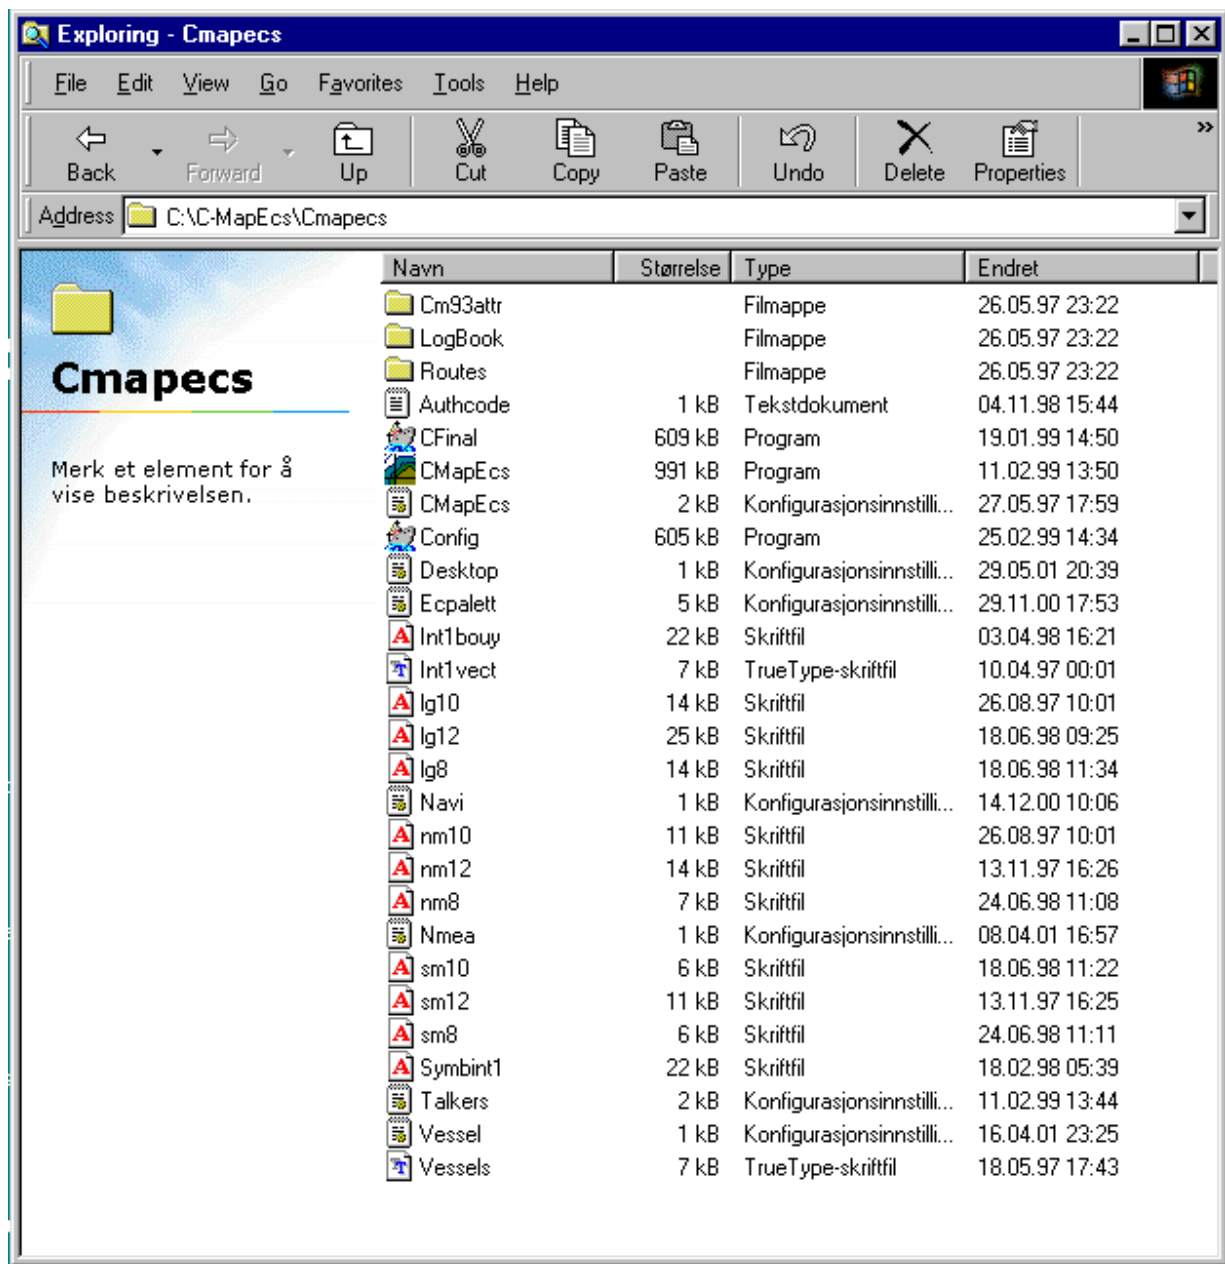 Exploring - Cmapecs
File Edit View Go Favorites Tools Help
Back Forward Up Cut Copy Paste Undo Delete Properties »
Address C:\C-MapEcs\Cmapecs
Cmapecs
Merk et element for å
vise beskrivelsen.
Navn Størrelse Type Endret
Cm93attr Filmappe 26.05.97 23:22
LogBook Filmappe 26.05.97 23:22
Routes Filmappe 26.05.97 23:22
Authcode 1 kB Tekstdokument 04.11.98 15:44
CFinal 609 kB Program 19.01.99 14:50
CMapEcs 991 kB Program 11.02.99 13:50
CMapEcs 2 kB Konfigurasjonsinnstilli... 27.05.97 17:59
Config 605 kB Program 25.02.99 14:34
Desktop 1 kB Konfigurasjonsinnstilli... 29.05.01 20:39
Ecpalett 5 kB Konfigurasjonsinnstilli... 29.11.00 17:53
Int1bouy 22 kB Skriftfil 03.04.98 16:21
Int1vect 7 kB TrueType-skriftfil 10.04.97 00:01
lg10 14 kB Skriftfil 26.08.97 10:01
lg12 25 kB Skriftfil 18.06.98 09:25
lg8 14 kB Skriftfil 18.06.98 11:34
Navi 1 kB Konfigurasjonsinnstilli... 14.12.00 10:06
nm10 11 kB Skriftfil 26.08.97 10:01
nm12 14 kB Skriftfil 13.11.97 16:26
nm8 7 kB Skriftfil 24.06.98 11:08
Nmea 1 kB Konfigurasjonsinnstilli... 08.04.01 16:57
sm10 6 kB Skriftfil 18.06.98 11:22
sm12 11 kB Skriftfil 13.11.97 16:25
sm8 6 kB Skriftfil 24.06.98 11:11
Symbint1 22 kB Skriftfil 18.02.98 05:39
Talkers 2 kB Konfigurasjonsinnstilli... 11.02.99 13:44
Vessel 1 kB Konfigurasjonsinnstilli... 16.04.01 23:25
Vessels 7 kB TrueType-skriftfil 18.05.97 17:43